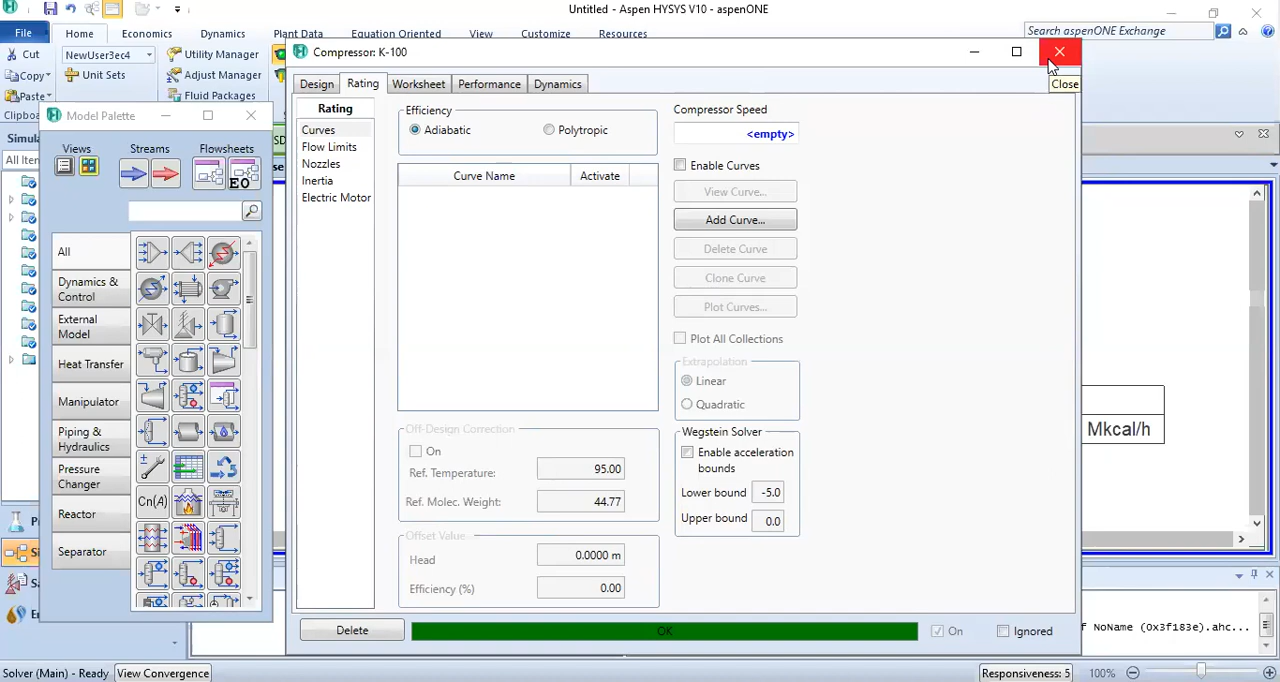 Untitled - Aspen HYSYS V10 - aspenONE
File
Home
Economics
Dynamics
Plant Data
Equation Oriented
View
Customize
Resources
Search aspenONE Exchange
Cut
NewUser3ec4
Utility Manager
Copy
Unit Sets
Adjust Manager
Paste
Fluid Packages
Compressor: K-100
Close
Model Palette
Design
Rating
Worksheet
Performance
Dynamics
Views
Streams
Flowsheets
EO
All
Dynamics &
Control
External
Model
Heat Transfer
Manipulator
Piping &
Hydraulics
Pressure
Changer
Reactor
Separator
Cn(A)
Rating
Curves
Flow Limits
Nozzles
Inertia
Electric Motor
Efficiency
Adiabatic
Polytropic
Curve Name
Activate
Off-Design Correction
On
Ref. Temperature:
95.00
Ref. Molec. Weight:
44.77
Offset Value
Head
0.0000 m
Efficiency (%)
0.00
Compressor Speed
<empty>
Enable Curves
View Curve...
Add Curve...
Delete Curve
Clone Curve
Plot Curves...
Plot All Collections
Extrapolation
Linear
Quadratic
Wegstein Solver
Enable acceleration
bounds
Lower bound
-5.0
Upper bound
0.0
Delete
OK
On
Ignored
Mkcal/h
f NoName (0x3f183e).ahc...
Solver (Main) - Ready
View Convergence
Responsiveness: 5
100%